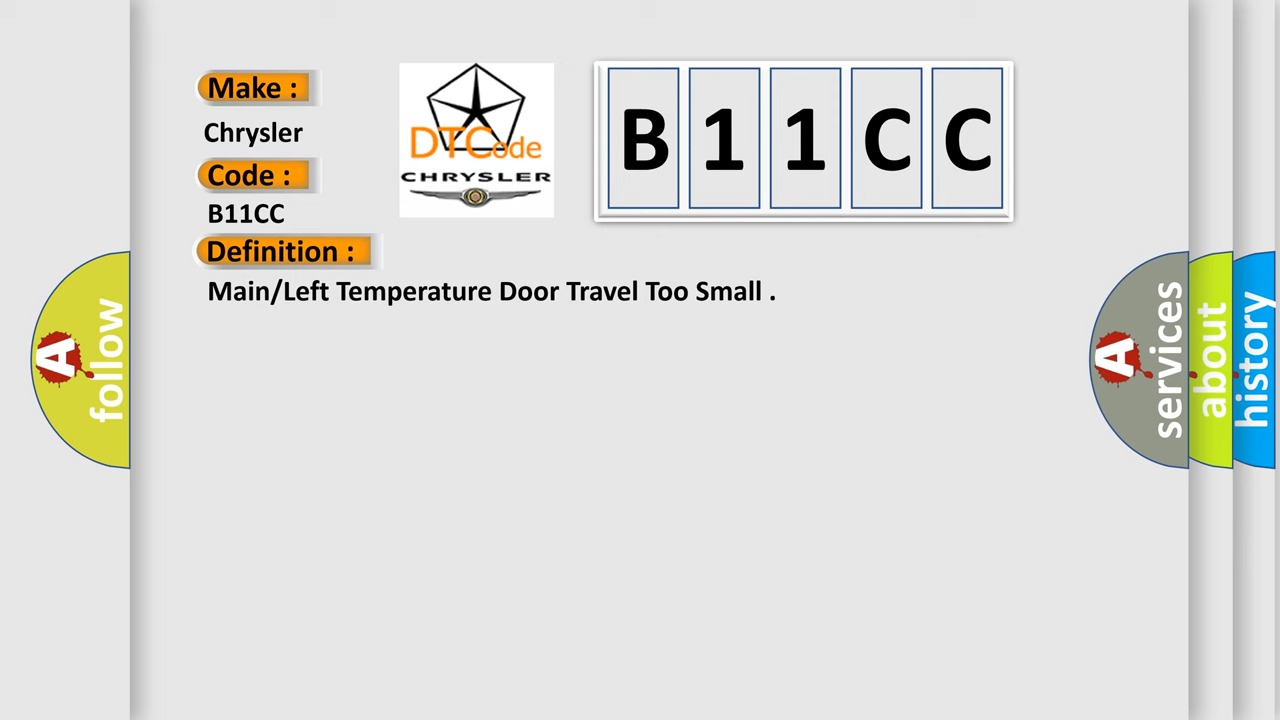 Make :
Chrysler
Code :
B11CC
Definition :
Main/Left Temperature Door Travel Too Small .
DTCode
CHRYSLER
B 1 1 C C
A follow
A services
about
history